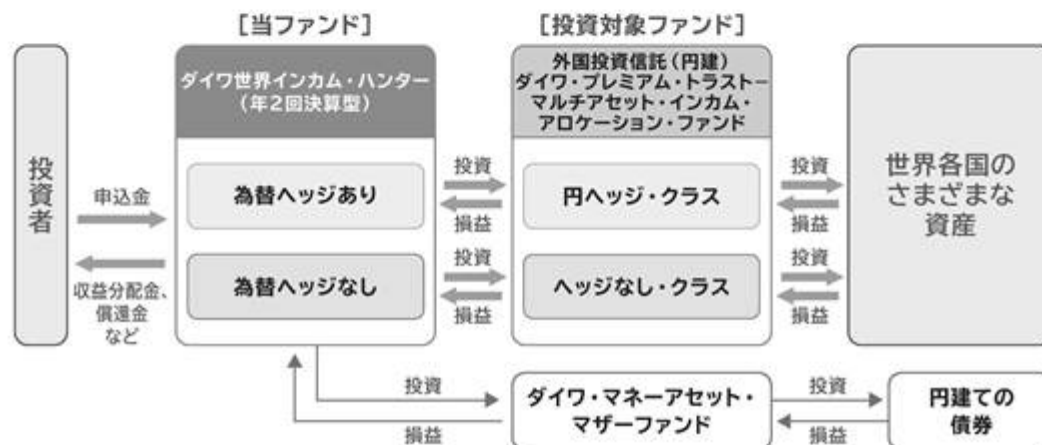 [当ファンド]
[投資対象ファンド]
投資者
申込金
収益分配金、
償還金
など
ダイワ世界インカム・ハンター
(年2回決算型)
為替ヘッジあり
為替ヘッジなし
投資
損益
投資
損益
外国投資信託(円建)
ダイワ・プレミアム・トラスト−
マルチアセット・インカム・
アロケーション・ファンド
円ヘッジ・クラス
ヘッジなし・クラス
投資
損益
投資
損益
世界各国の
さまざまな
資産
投資
損益
ダイワ・マネーアセット・
マザーファンド
投資
損益
円建ての
債券